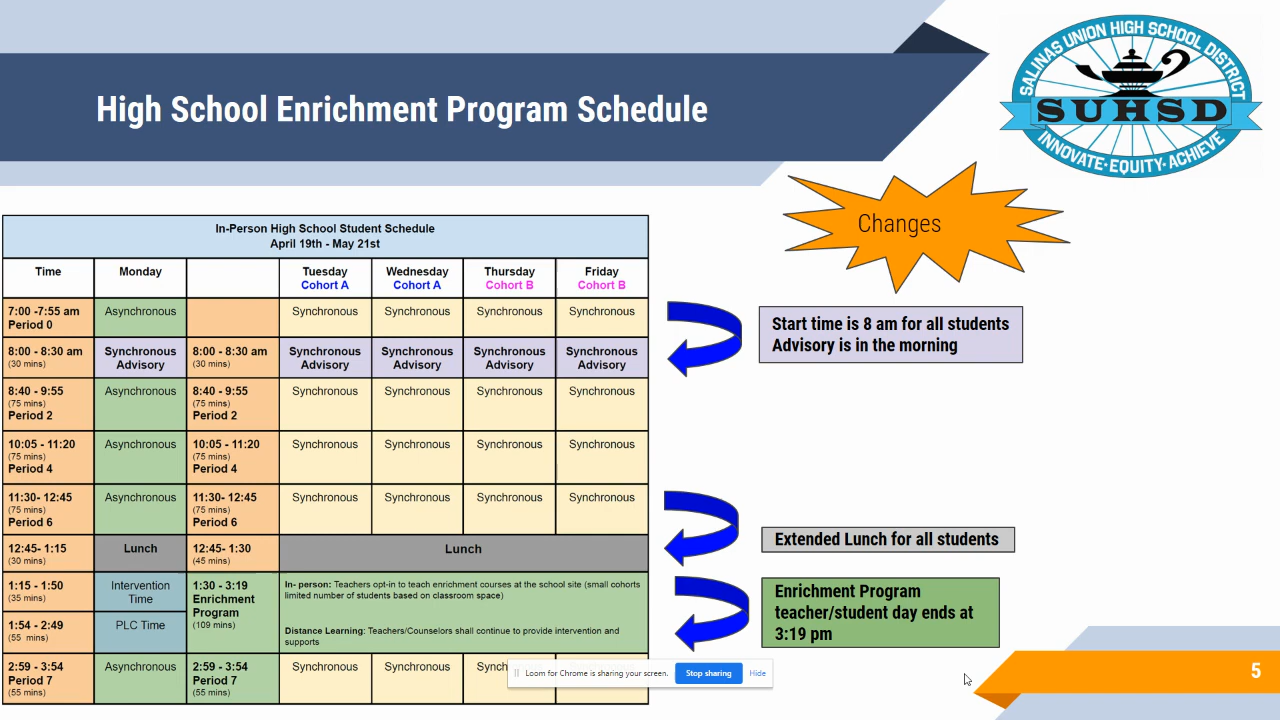 High School Enrichment Program Schedule
SALINAS UNION HIGH SCHOOL DISTRICT
SUHSD
INNOVATE·EQUITY·ACHIEVE
Changes
In-Person High School Student Schedule
April 19th - May 21st
Time Monday Tuesday Wednesday Thursday Friday
Cohort A Cohort A Cohort B Cohort B
7:00 -7:55 am Asynchronous Synchronous Synchronous Synchronous Synchronous
Period 0
8:00 - 8:30 am Synchronous 8:00 - 8:30 am Synchronous Synchronous Synchronous Synchronous
(30 mins) Advisory (30 mins) Advisory Advisory Advisory Advisory
8:40 - 9:55 Asynchronous 8:40 - 9:55 Synchronous Synchronous Synchronous Synchronous
(75 mins) (75 mins)
Period 2 Period 2
10:05 - 11:20 Asynchronous 10:05 - 11:20 Synchronous Synchronous Synchronous Synchronous
(75 mins) (75 mins)
Period 4 Period 4
11:30- 12:45 Asynchronous 11:30- 12:45 Synchronous Synchronous Synchronous Synchronous
(75 mins) (75 mins)
Period 6 Period 6
12:45- 1:15 Lunch 12:45- 1:30 Lunch
(30 mins) (45 mins)
1:15 - 1:50 Intervention 1:30 - 3:19 In- person: Teachers opt-in to teach enrichment courses at the school site (small cohorts
(35 mins) Time Enrichment limited number of students based on classroom space)
Program
1:54 - 2:49 PLC Time (109 mins) Distance Learning: Teachers/Counselors shall continue to provide intervention and
(55 mins) supports
2:59 - 3:54 Asynchronous 2:59 - 3:54 Synchronous Synchronous
Period 7 Period 7
(55 mins) (55 mins)
Start time is 8 am for all students
Advisory is in the morning
Extended Lunch for all students
Enrichment Program
teacher/student day ends at
3:19 pm
Loom for Chrome is sharing your screen. Stop sharing Hide
5